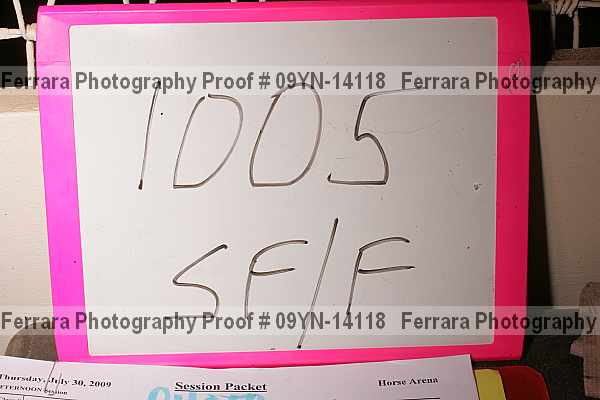 Ferrara Photography Proof # 09YN-14118 Ferrara Photography
1005
SF/F
Ferrara Photography Proof # 09YN-14118 Ferrara Photography
Thursday, July 30, 2009 Session Packet Horse Arena
AFTERNOON Session